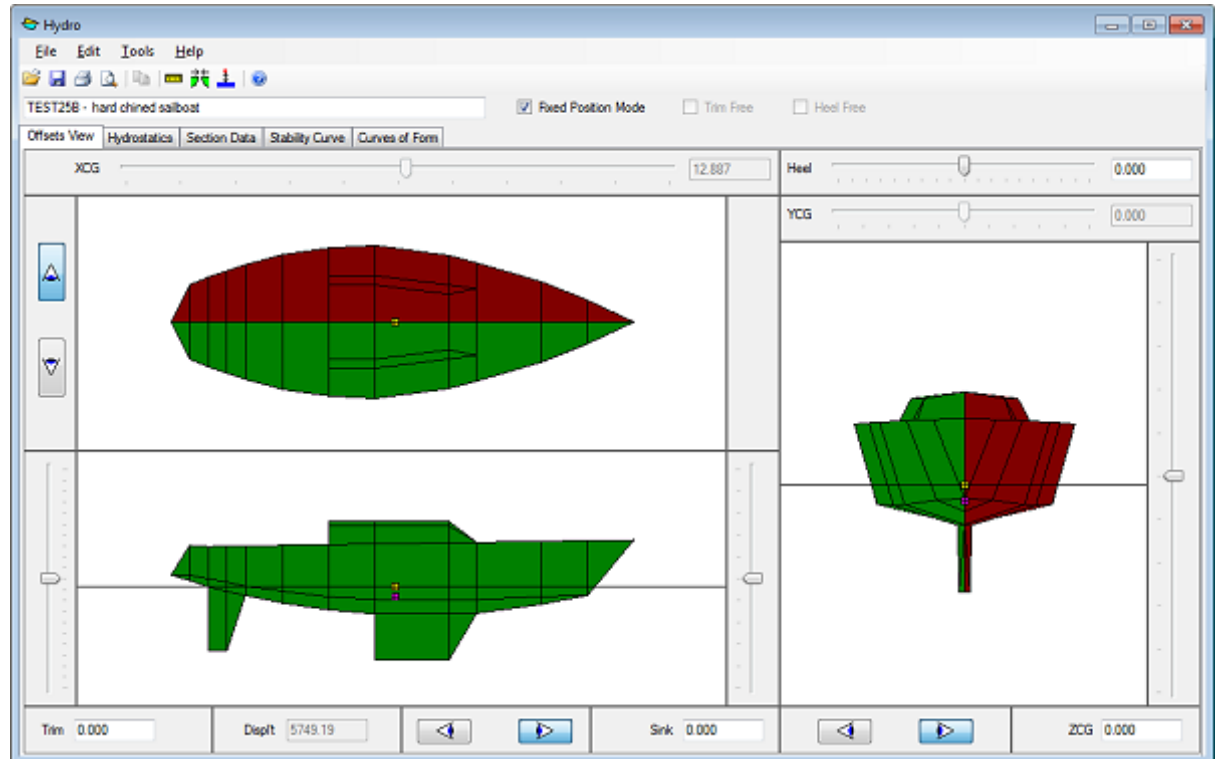 Hydro
File Edit Tools Help
TEST25B - hard chined sailboat Fixed Position Mode Trim Free Heel Free
Offsets View Hydrostatics Section Data Stability Curve Curves of Form
XCG 12.887 Heel 0.000
YCG 0.000
Trim 0.000 Displt 5749.19 Sink 0.000 ZCG 0.000